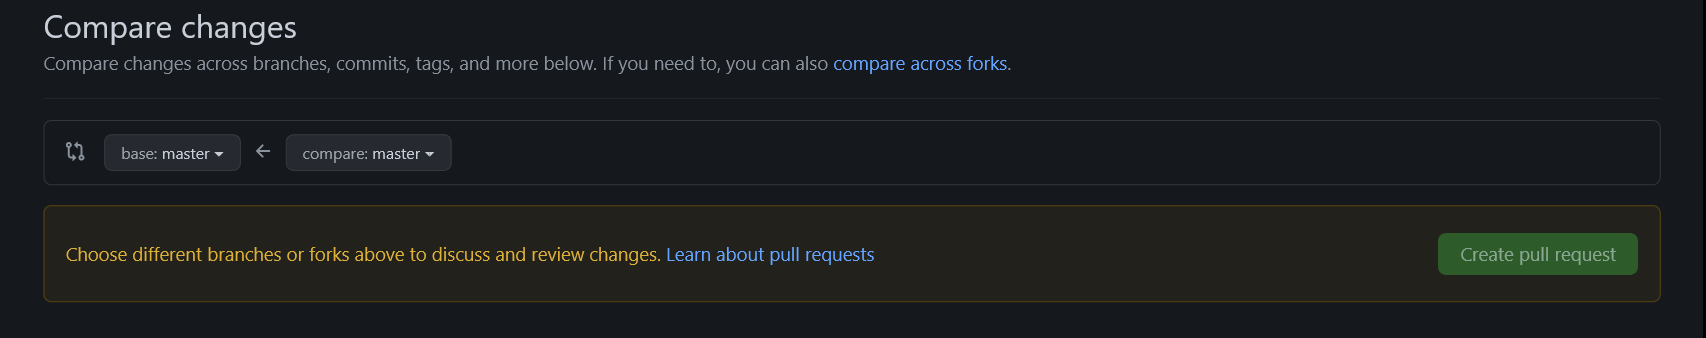 Compare changes
Compare changes across branches, commits, tags, and more below. If you need to, you can also compare across forks.
base: master compare: master
Choose different branches or forks above to discuss and review changes. Learn about pull requests Create pull request